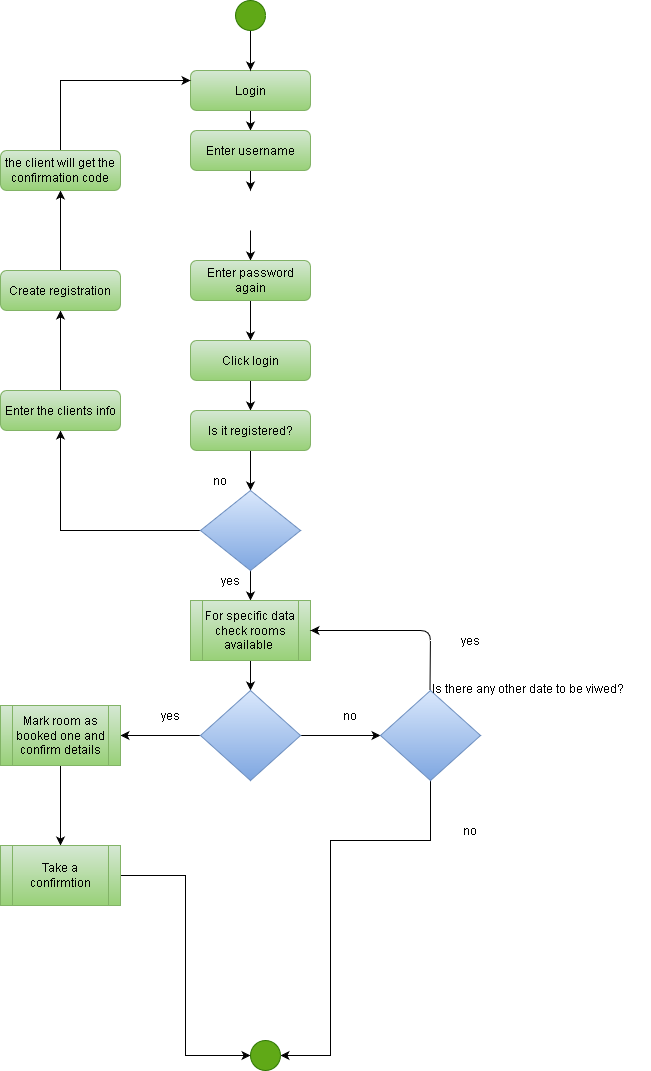 Login
Enter username
the client will get the
confirmation code
Enter password
again
Create registration
Click login
Enter the clients info
Is it registered?
no
yes
For specific data
check rooms
available
yes
Is there any other date to be viwed?
Mark room as
booked one and
confirm details
yes
no
no
Take a
confirmtion